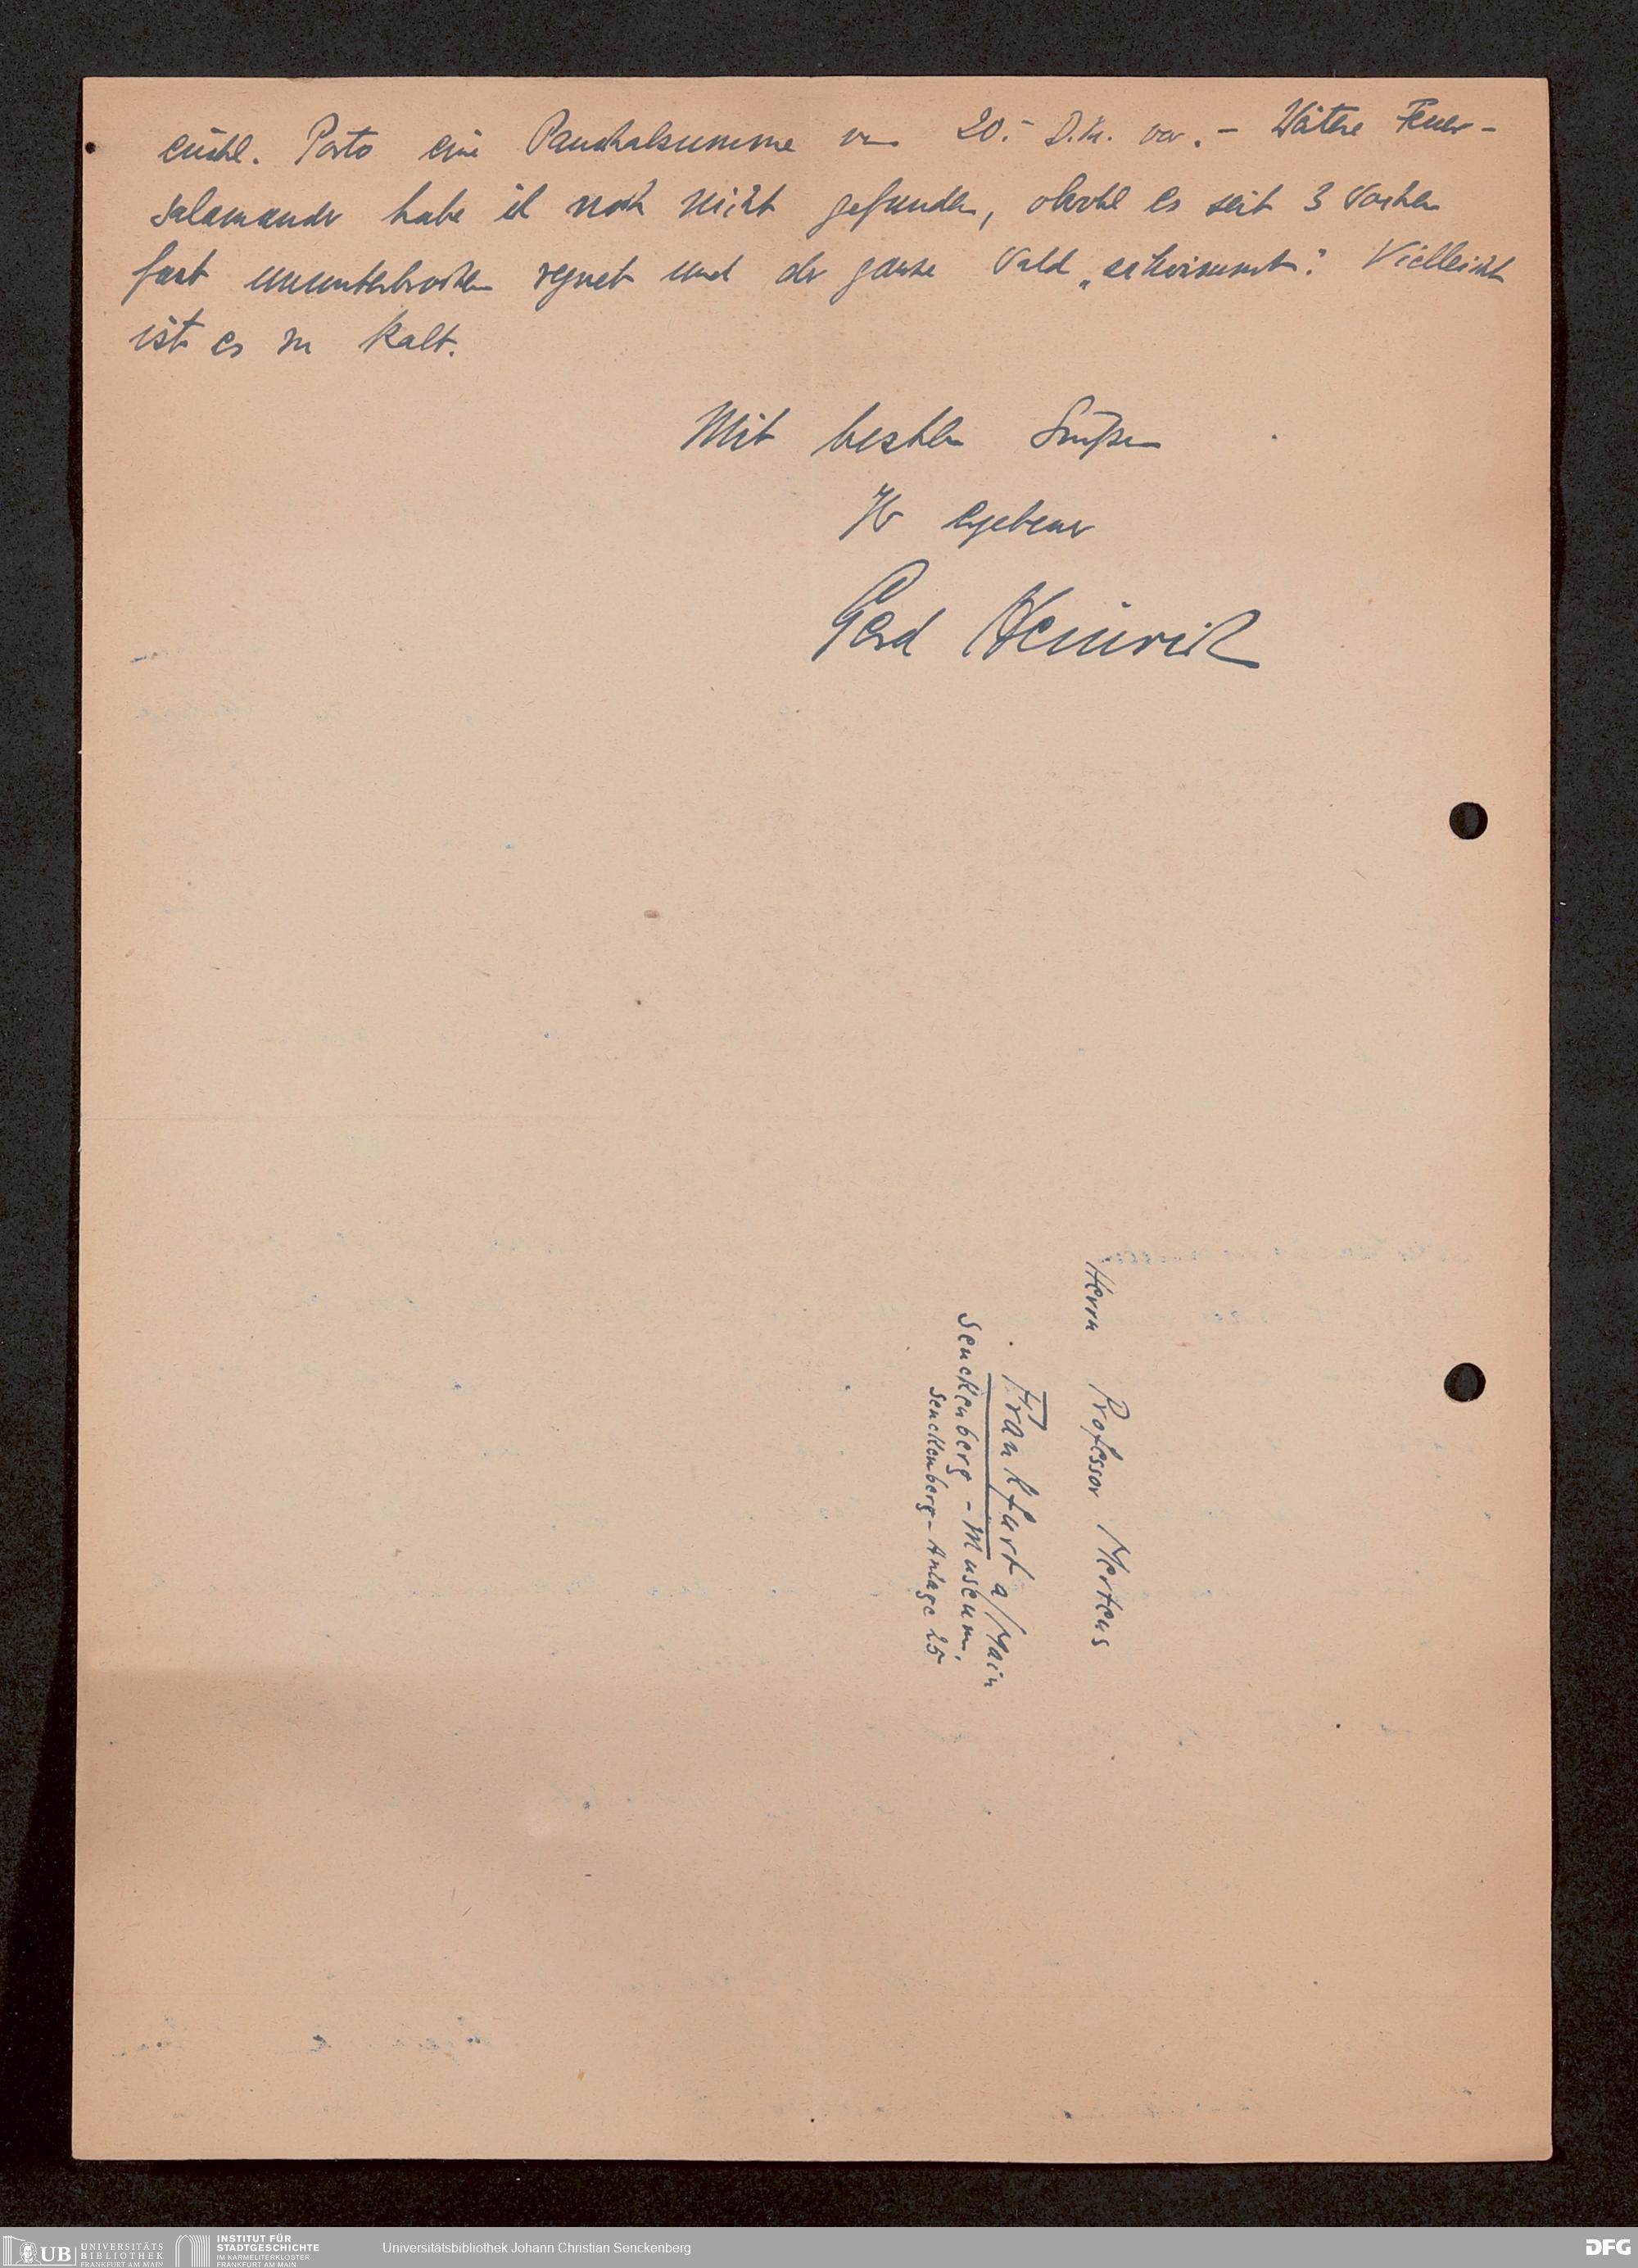 einschl. Porto eine Pauschalsumme von 20.- D.M. vor. - Weitere Feuer-
salamander habe ich noch nicht gefunden, obwohl es seit 3 Wochen
fast ununterbrochen regnet und der ganze Wald „schwimmt“. Vielleicht
ist es zu kalt.
Mit besten Grüßen
Ihr ergebener
Gerd Heinrich
Herrn Professor Mertens
Frankfurt a/Main
Senckenberg-Museum,
Senckenberg-Anlage 25
UB UNIVERSITÄTS
BIBLIOTHEK
FRANKFURT AM MAIN
INSTITUT FÜR
STADTGESCHICHTE
IM KARMELITERKLOSTER
FRANKFURT AM MAIN
Universitätsbibliothek Johann Christian Senckenberg
DFG